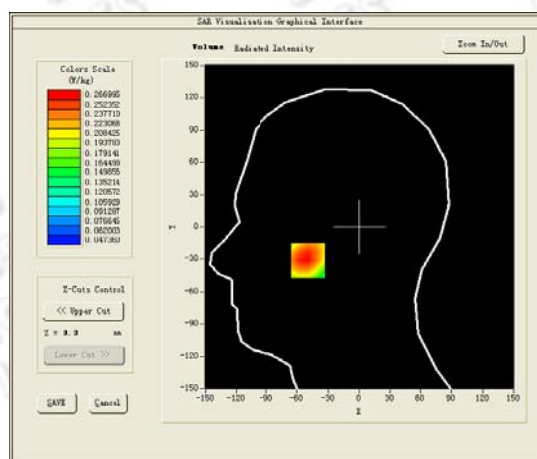 SAR Visualisation Graphical Interface
Volume Radiated Intensity
Zoom In/Out
Colors Scale
(W/kg)
0.266995
0.252352
0.237710
0.223068
0.208425
0.193783
0.179141
0.164499
0.149856
0.135214
0.120572
0.105929
0.091287
0.076645
0.062003
0.047360
150
120
90
60
30
0
-30
-60
-90
-120
-150
Y
-150 -120 -90 -60 -30 0 30 60 90 120 150
X
Z-Cuts Control
<< Upper Cut
Z = 3.3 mm
Lower Cut >>
SAVE Cancel